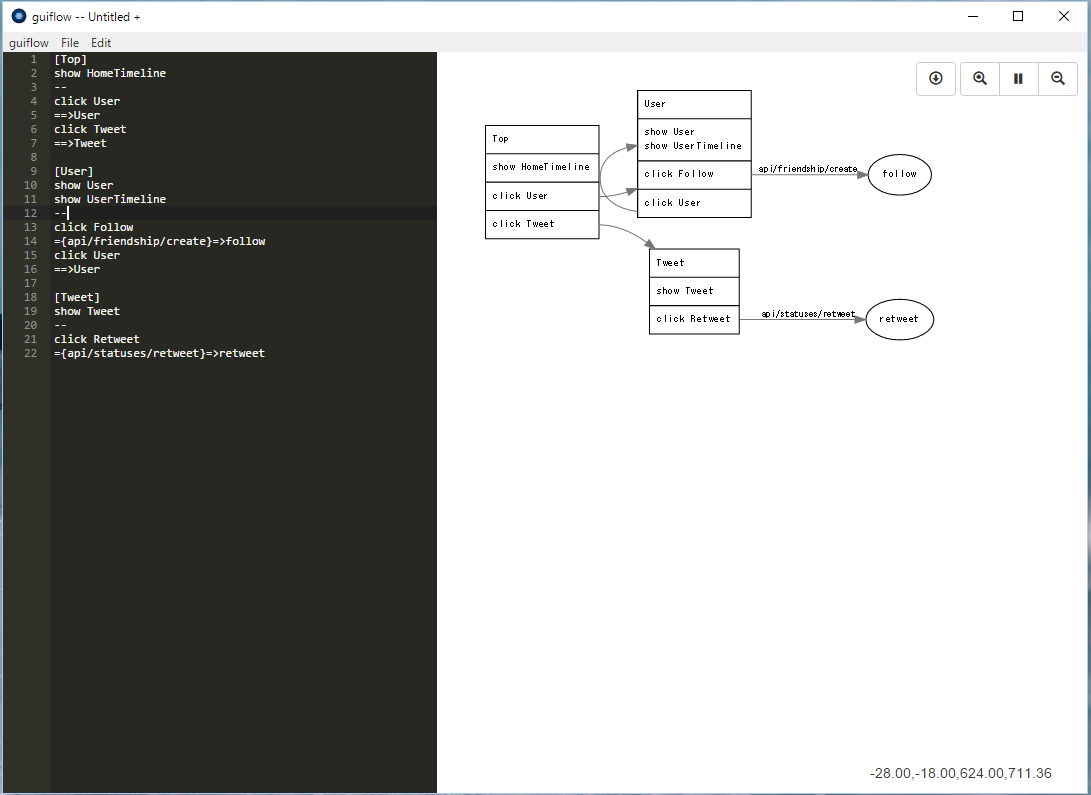 guiflow -- Untitled +
guiflow File Edit
1 [Top]
2 show HomeTimeline
3 --
4 click User
5 ==>User
6 click Tweet
7 ==>Tweet
8
9 [User]
10 show User
11 show UserTimeline
12 --
13 click Follow
14 ={api/friendship/create}=>follow
15 click User
16 ==>User
17
18 [Tweet]
19 show Tweet
20 --
21 click Retweet
22 ={api/statuses/retweet}=>retweet
Top
show HomeTimeline
click User
click Tweet
User
show User
show UserTimeline
click Follow
click User
api/friendship/create
follow
Tweet
show Tweet
click Retweet
api/statuses/retweet
retweet
-28.00,-18.00,624.00,711.36